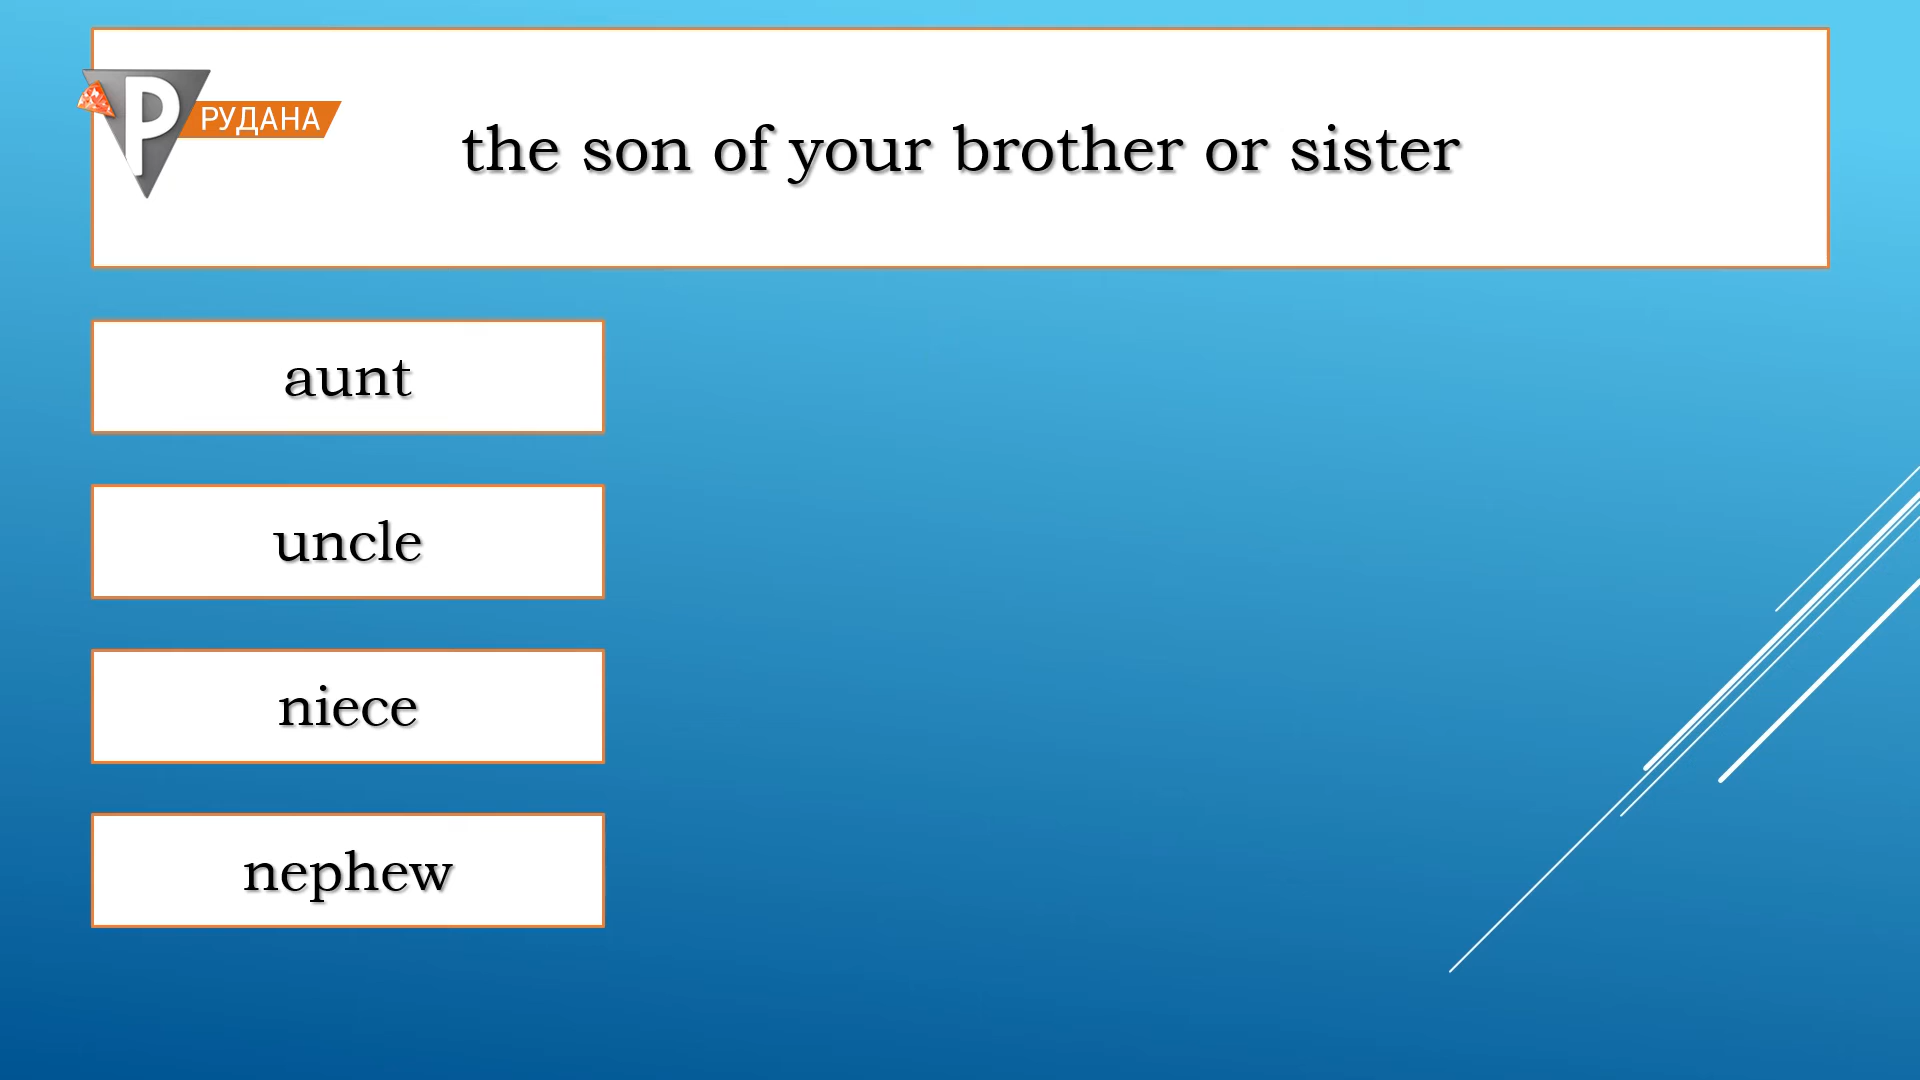 РУДАНА
the son of your brother or sister
aunt
uncle
niece
nephew